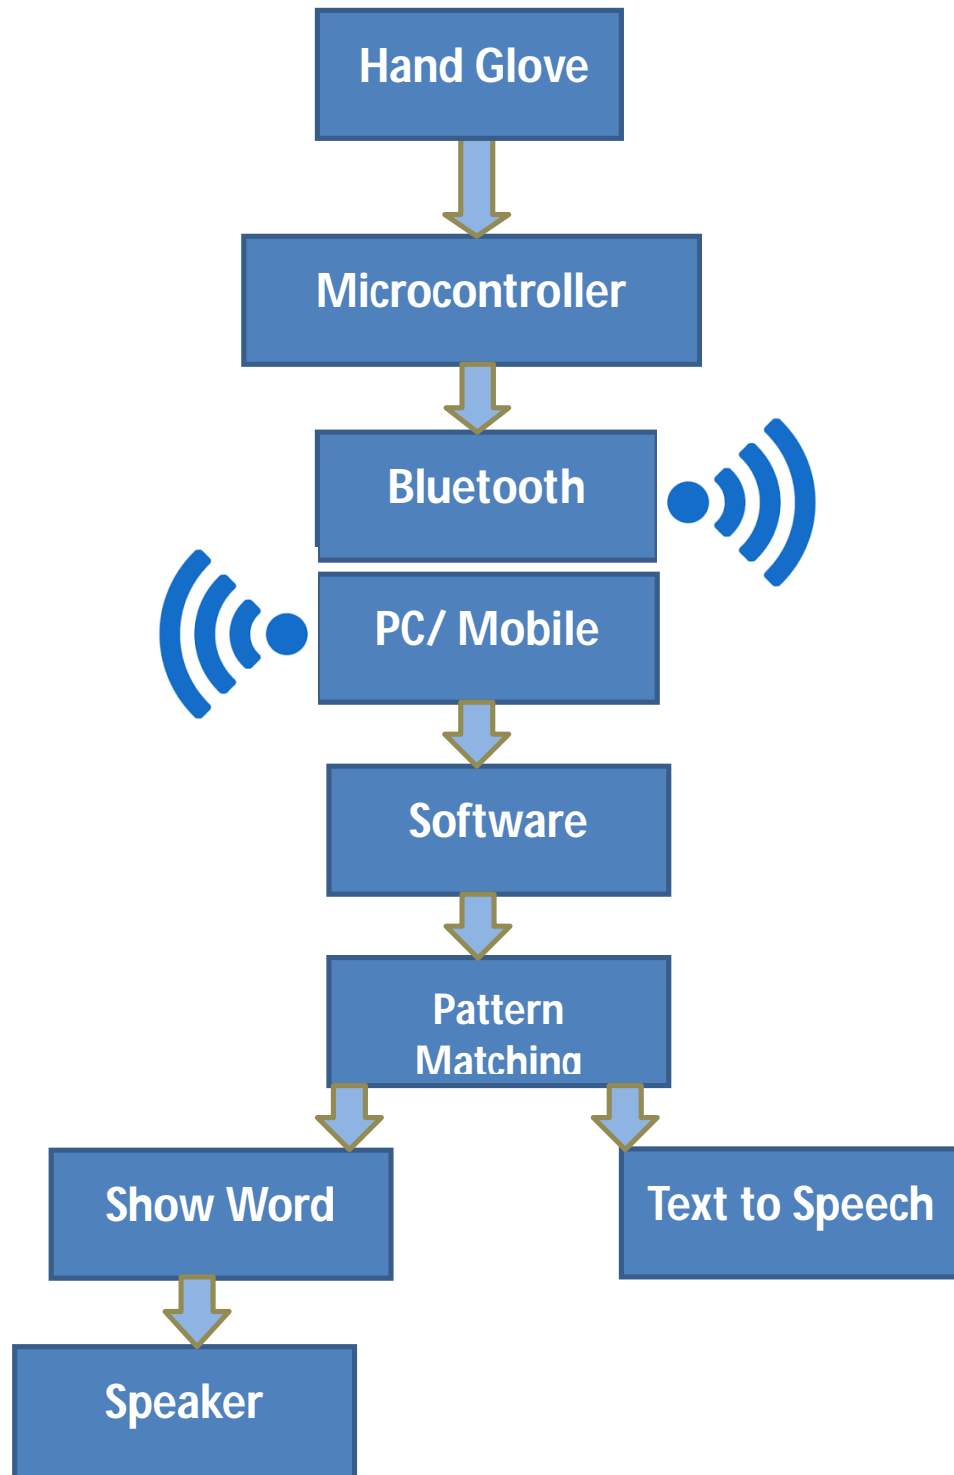 Hand Glove
Microcontroller
Bluetooth
PC/ Mobile
Software
Pattern
Matching
Show Word
Text to Speech
Speaker